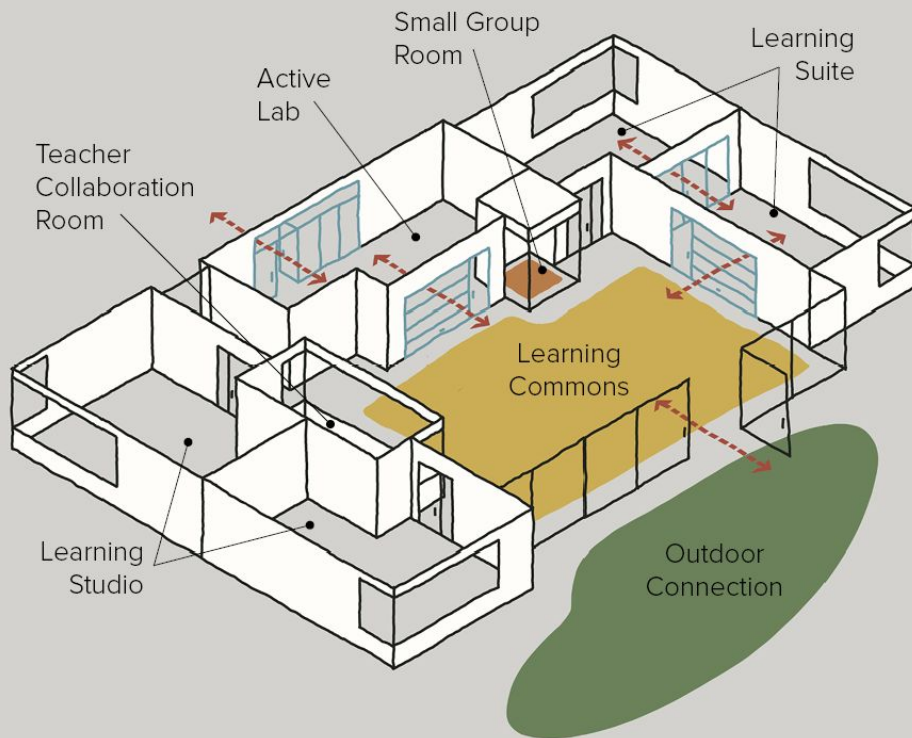 Small Group
Room
Learning
Suite
Active
Lab
Teacher
Collaboration
Room
Learning
Commons
Learning
Studio
Outdoor
Connection